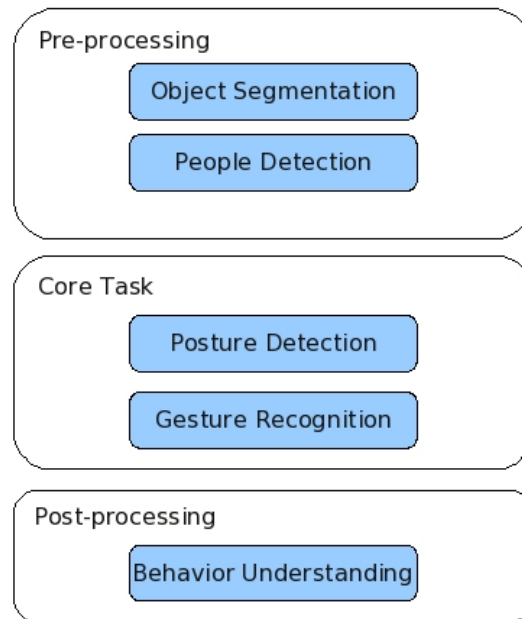 Pre-processing
Object Segmentation
People Detection
Core Task
Posture Detection
Gesture Recognition
Post-processing
Behavior Understanding